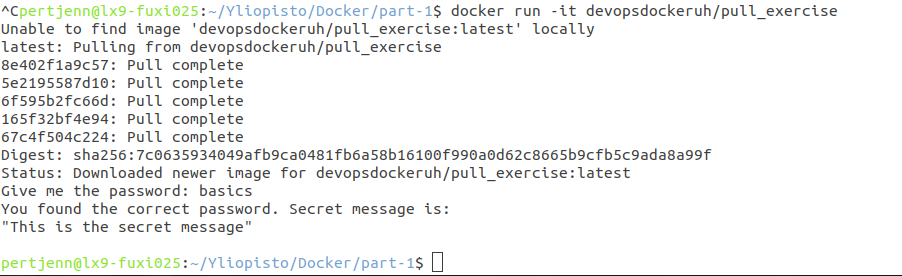 ^Cpertjenn@lx9-fuxi025:~/Yliopisto/Docker/part-1$ docker run -it devopsdockeruh/pull_exercise
Unable to find image 'devopsdockeruh/pull_exercise:latest' locally
latest: Pulling from devopsdockeruh/pull_exercise
8e402f1a9c57: Pull complete
5e2195587d10: Pull complete
6f595b2fc66d: Pull complete
165f32bf4e94: Pull complete
67c4f504c224: Pull complete
Digest: sha256:7c0635934049afb9ca0481fb6a58b16100f990a0d62c8665b9cfb5c9ada8a99f
Status: Downloaded newer image for devopsdockeruh/pull_exercise:latest
Give me the password: basics
You found the correct password. Secret message is:
"This is the secret message"
pertjenn@lx9-fuxi025:~/Yliopisto/Docker/part-1$